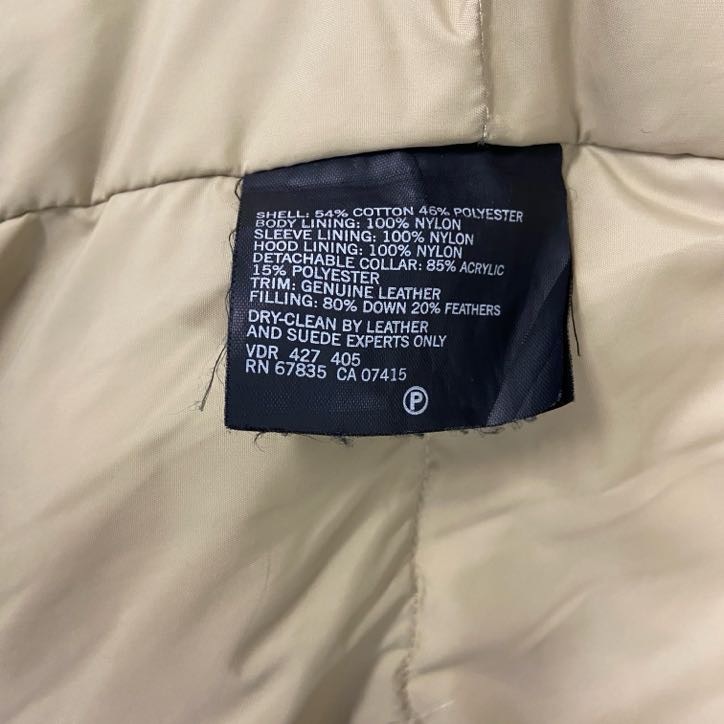 SHELL: 54% COTTON 46% POLYESTER
BODY LINING: 100% NYLON
SLEEVE LINING: 100% NYLON
HOOD LINING: 100% NYLON
DETACHABLE COLLAR: 85% ACRYLIC
15% POLYESTER
TRIM: GENUINE LEATHER
FILLING: 80% DOWN 20% FEATHERS
DRY-CLEAN BY LEATHER
AND SUEDE EXPERTS ONLY
VDR 427 405
RN 67835 CA 07415
P